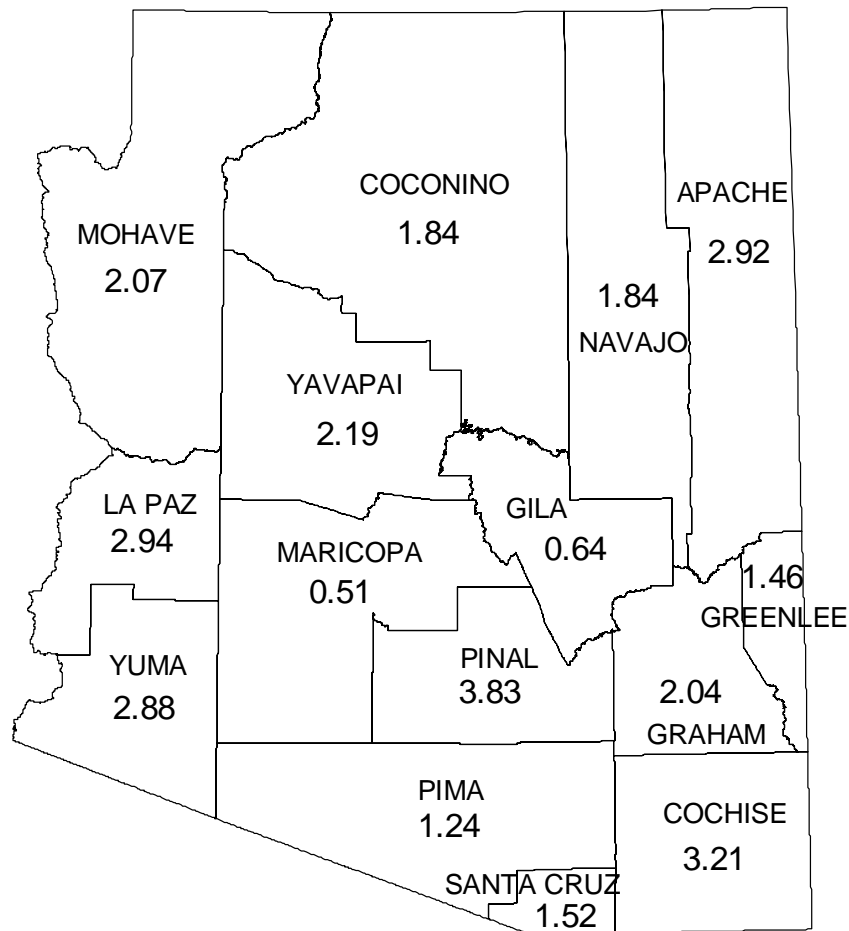 COCONINO
1.84
APACHE
2.92
MOHAVE
2.07
1.84
NAVAJO
YAVAPAI
2.19
LA PAZ
2.94
GILA
0.64
MARICOPA
0.51
1.46
GREENLEE
YUMA
2.88
PINAL
3.83
2.04
GRAHAM
PIMA
1.24
COCHISE
3.21
SANTA CRUZ
1.52